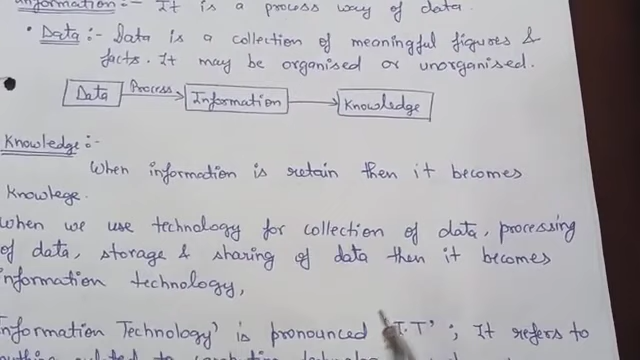 Information :- It is a process way of data.
• Data :- Data is a collection of meaningful figures &
facts. It may be organised or unorganised.
Data Process Information Knowledge
Knowledge :-
When information is retain then it becomes
Knowlege.
When we use technology for collection of data, processing
of data, storage & sharing of data then it becomes
information technology,
Information Technology' is pronounced 'I.T' ; It refers to